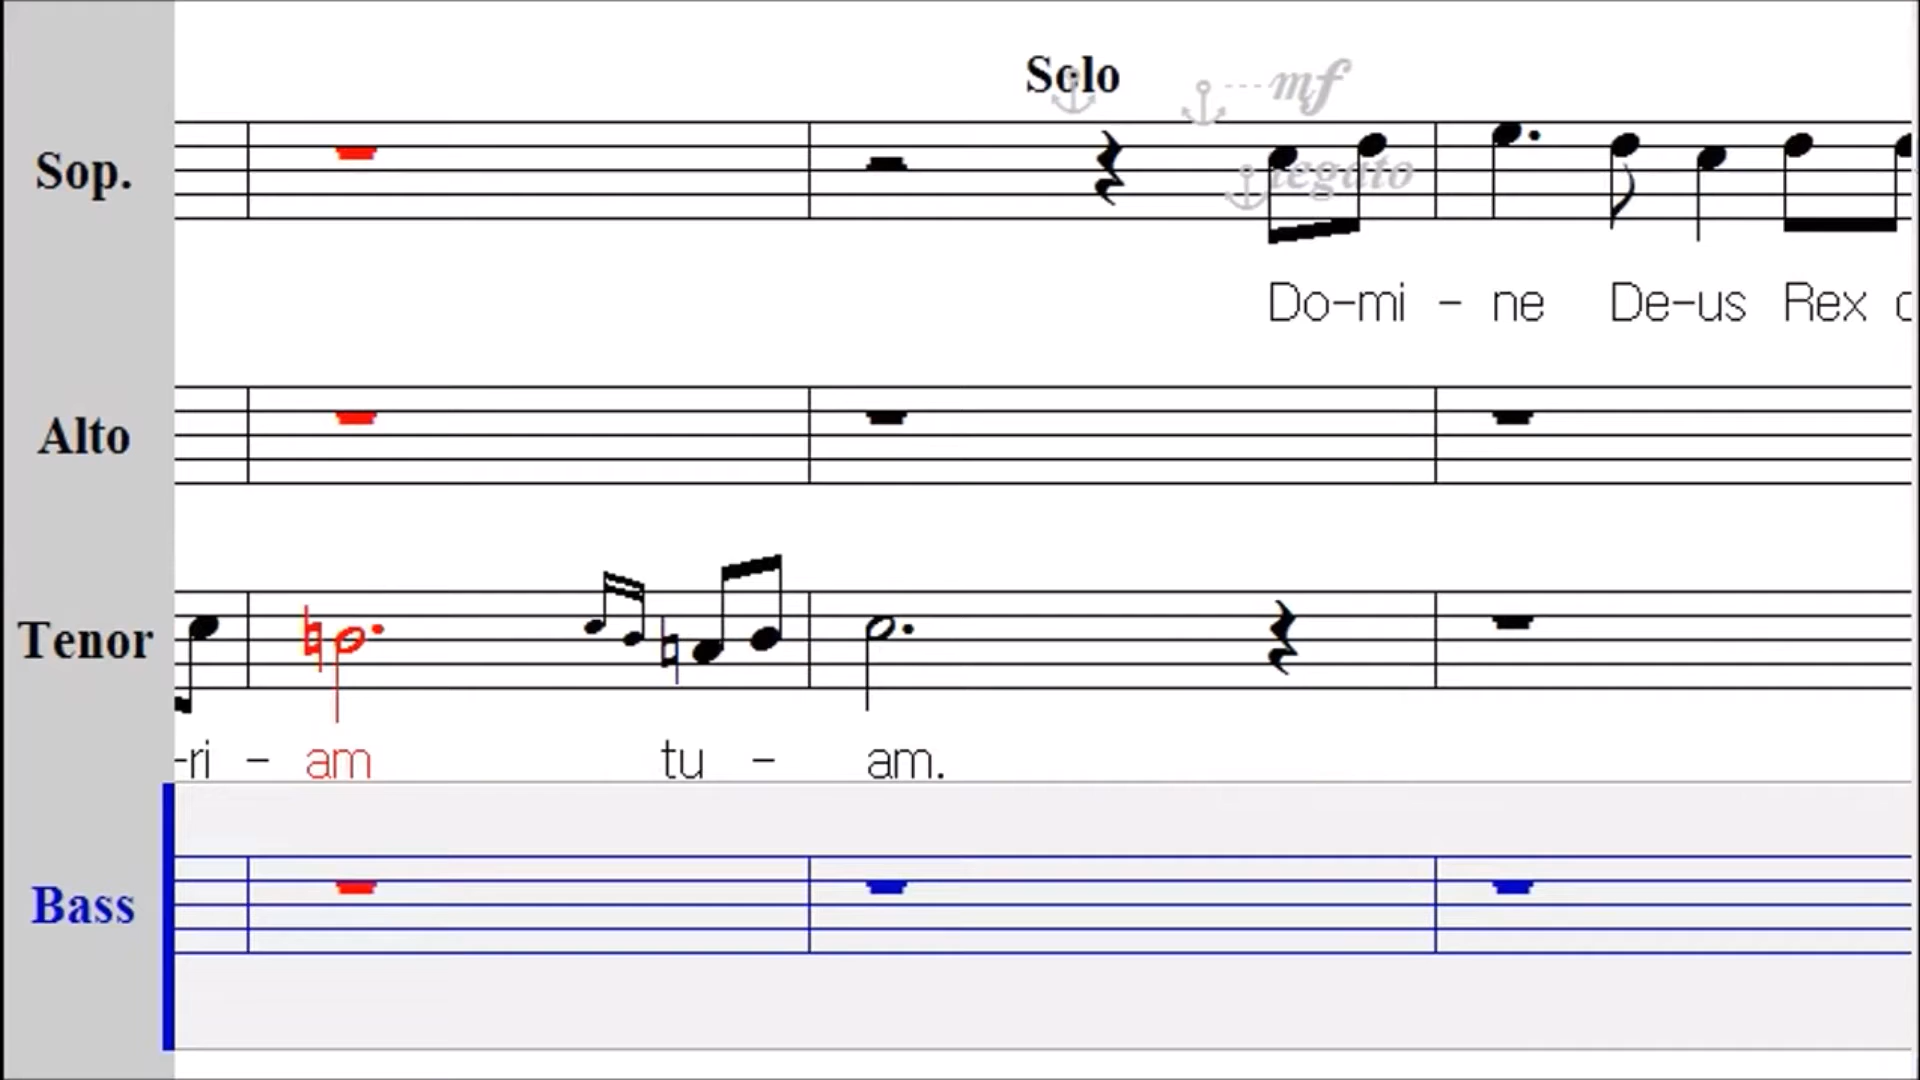 Solo
mf
Sop.
legato
Do-mi - ne De-us Rex
Alto
Tenor
-ri - am tu - am.
Bass